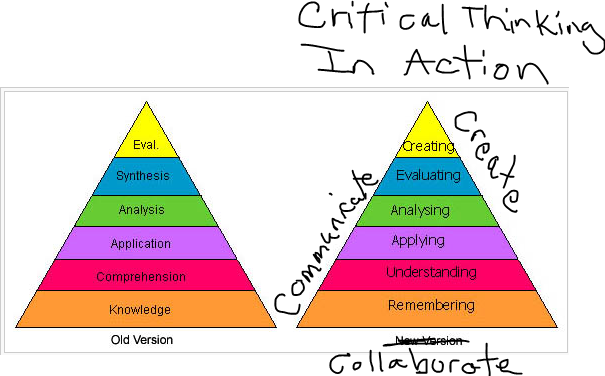 Critical Thinking
In Action
Eval.
Synthesis
Analysis
Application
Comprehension
Knowledge
Old Version
Creating
Evaluating
Analysing
Applying
Understanding
Remembering
New Version
Communicate
Create
Collaborate